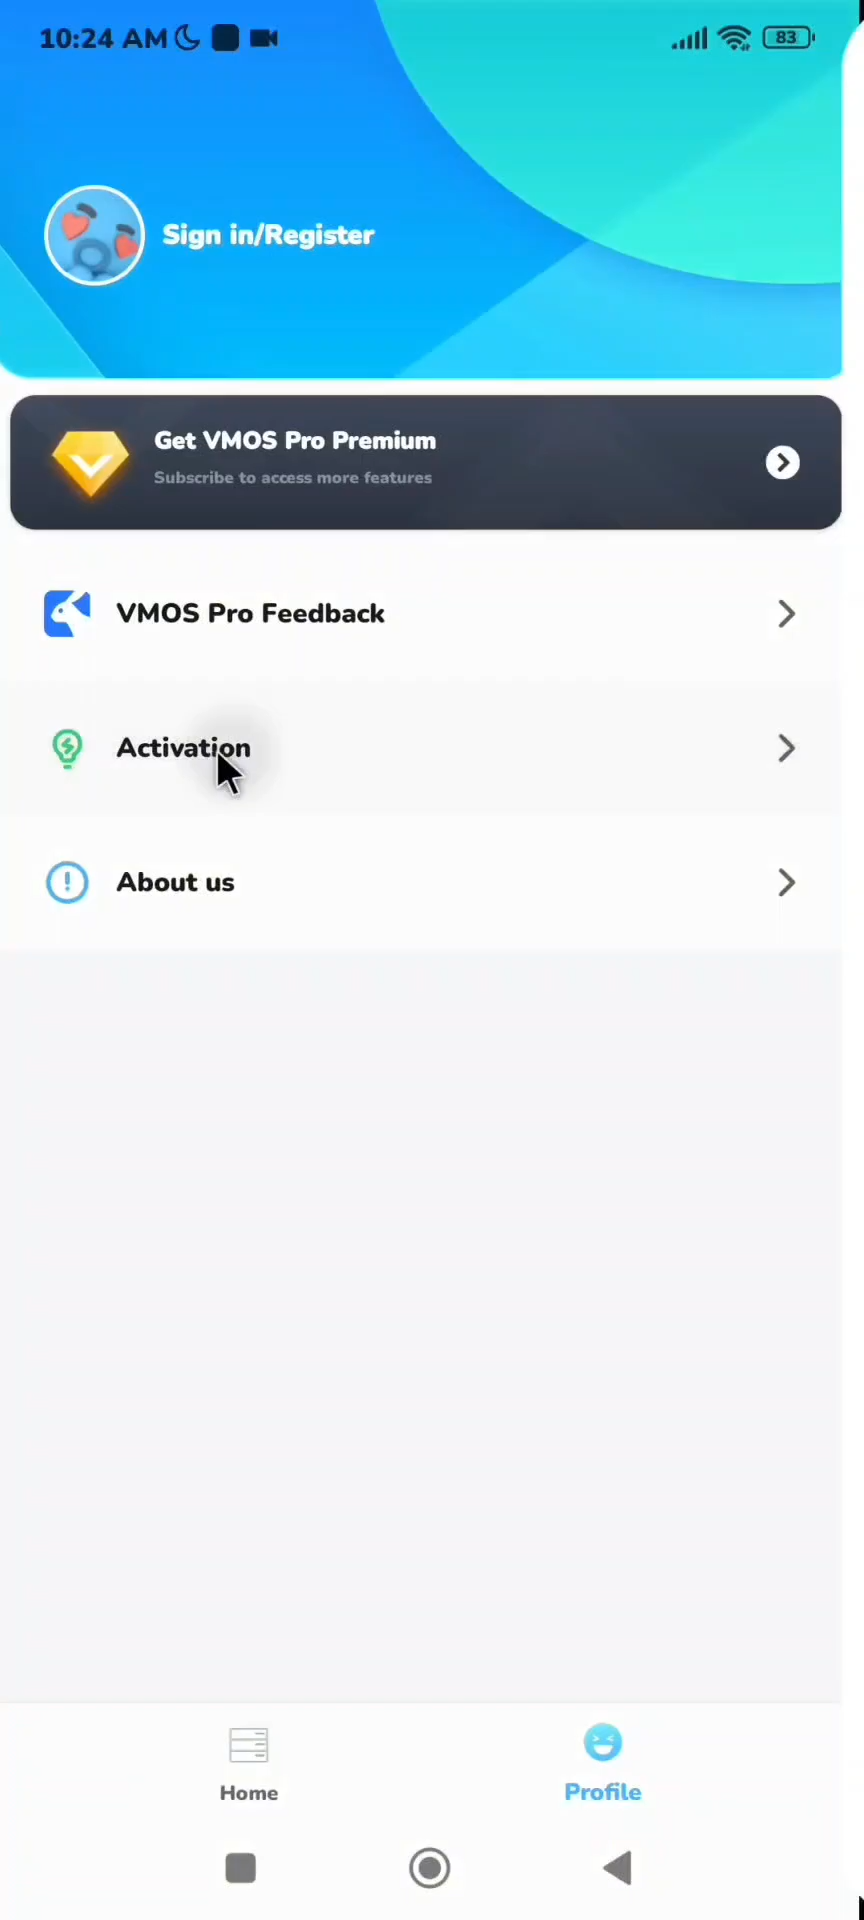 10:24 AM 83
Sign in/Register
Get VMOS Pro Premium
Subscribe to access more features
VMOS Pro Feedback
Activation
About us
Home
Profile